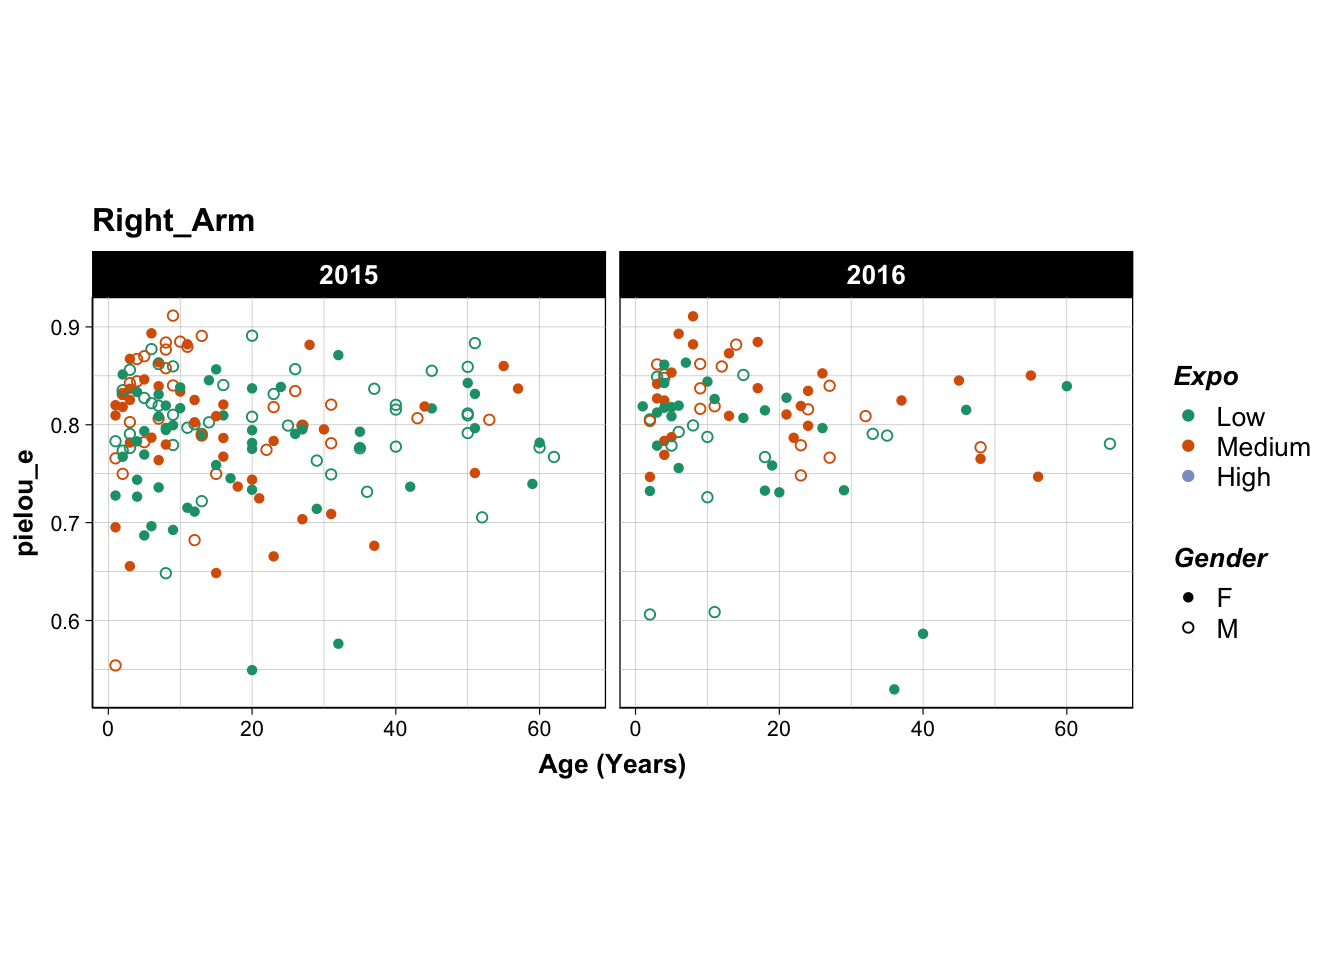 Right_Arm
2015
2016
0.9
0.8
0.7
0.6
pielou_e
0
20
40
60
0
20
40
60
Age (Years)
Expo
Low
Medium
High
Gender
F
M